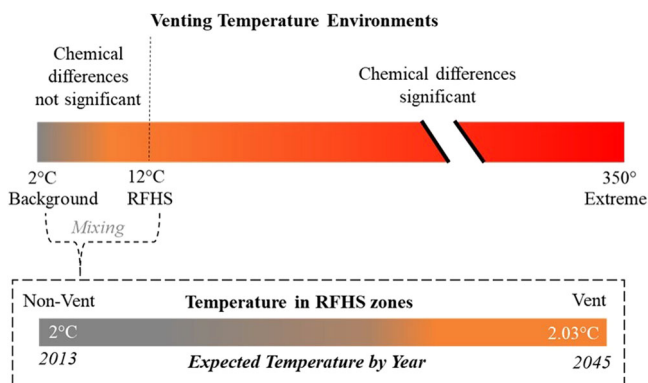 Venting Temperature Environments
Chemical
differences
not significant
Chemical differences
significant
2°C
Background
12°C
RFHS
350°
Extreme
Mixing
Non-Vent
Temperature in RFHS zones
Vent
2°C
2.03°C
2013
Expected Temperature by Year
2045